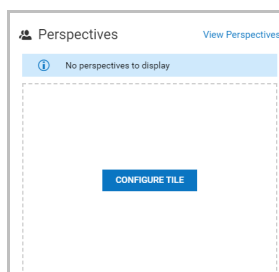 Perspectives View Perspectives
No perspectives to display
CONFIGURE TILE